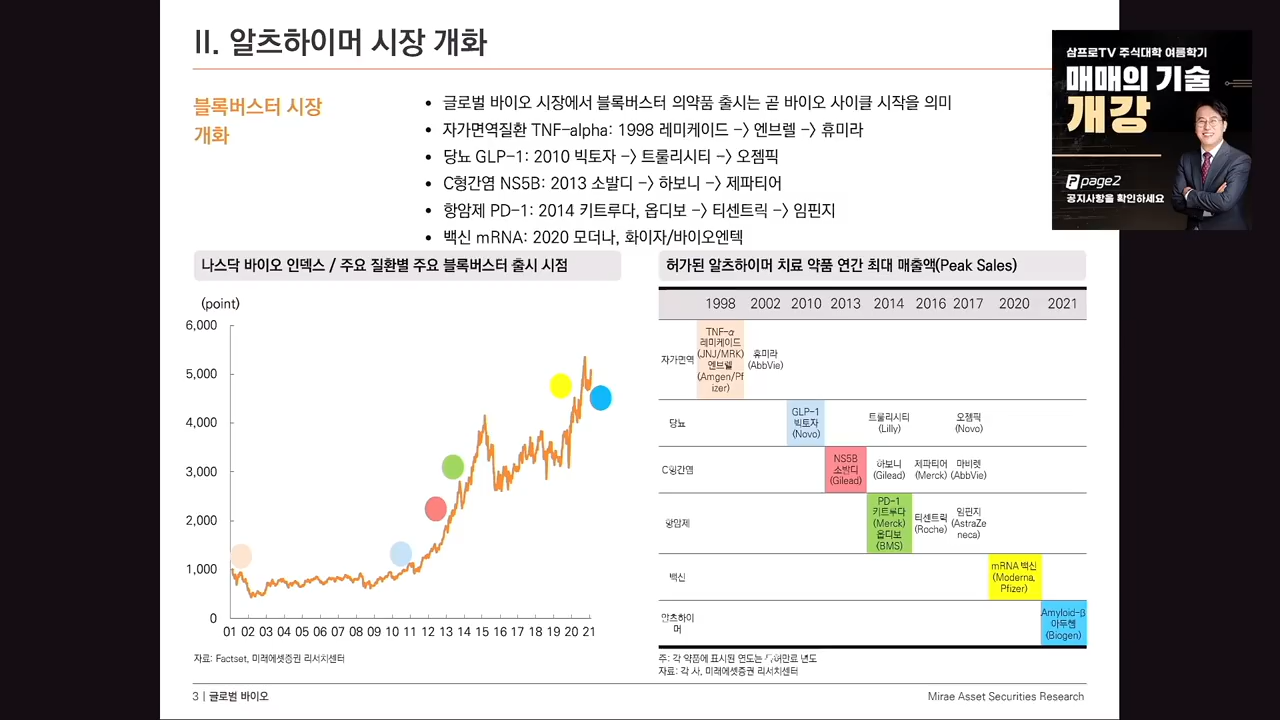 II. 알츠하이머 시장 개화
블록버스터 시장
개화
• 글로벌 바이오 시장에서 블록버스터 의약품 출시는 곧 바이오 사이클 시작을 의미
• 자가면역질환 TNF-alpha: 1998 레미케이드 -> 엔브렐 -> 휴미라
• 당뇨 GLP-1: 2010 빅토자 -> 트룰리시티 -> 오젬픽
• C형간염 NS5B: 2013 소발디 -> 하보니 -> 제파티어
• 항암제 PD-1: 2014 키트루다, 옵디보 -> 티센트릭 -> 임핀지
• 백신 mRNA: 2020 모더나, 화이자/바이오엔텍
삼프로TV 주식대학 여름학기
매매의 기술
개강
page2
공지사항을 확인하세요
나스닥 바이오 인덱스 / 주요 질환별 주요 블록버스터 출시 시점
(point)
6,000
5,000
4,000
3,000
2,000
1,000
0
01 02 03 04 05 06 07 08 09 10 11 12 13 14 15 16 17 18 19 20 21
자료: Factset, 미래에셋증권 리서치센터
허가된 알츠하이머 치료 약품 연간 최대 매출액(Peak Sales)
1998 2002 2010 2013 2014 2016 2017 2020 2021
자가면역
TNF-α
레미케이드
(JNJ/MRK)
엔브렐
(Amgen/Pf
izer)
휴미라
(AbbVie)
당뇨
GLP-1
빅토자
(Novo)
트룰리시티
(Lilly)
오젬픽
(Novo)
C형간염
NS5B
소발디
(Gilead)
하보니
(Gilead)
제파티어
(Merck)
마비렛
(AbbVie)
항암제
PD-1
키트루다
(Merck)
옵디보
(BMS)
티센트릭
(Roche)
임핀지
(AstraZe
neca)
백신
mRNA 백신
(Moderna,
Pfizer)
알츠하이
머
Amyloid-β
아두헬
(Biogen)
주: 각 약품에 표시된 연도는 특허만료 년도
자료: 각 사, 미래에셋증권 리서치센터
3 | 글로벌 바이오
Mirae Asset Securities Research